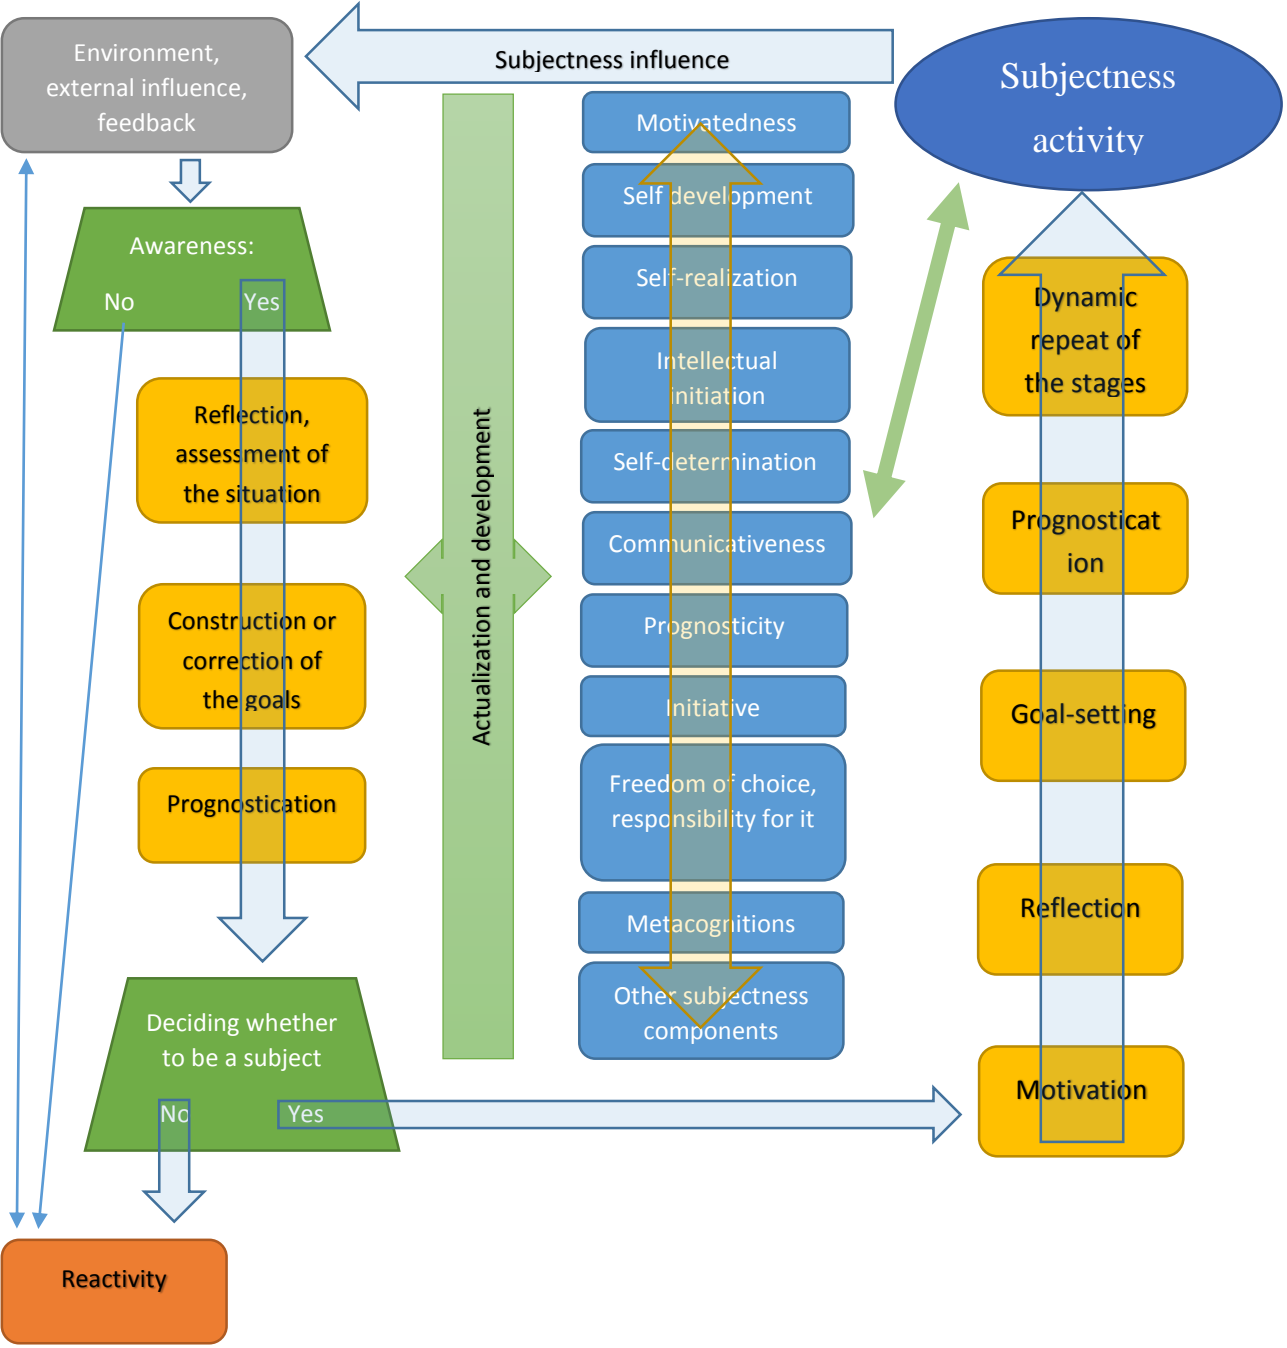 Environment,
external influence,
feedback
Subjectness influence
Subjectness
activity
Awareness:
No Yes
Reflection,
assessment of
the situation
Construction or
correction of
the goals
Prognostication
Deciding whether
to be a subject
No Yes
Reactivity
Actualization and development
Motivatedness
Self development
Self-realization
Intellectual
initiation
Self-determination
Communicativeness
Prognosticity
Initiative
Freedom of choice,
responsibility for it
Metacognitions
Other subjectness
components
Dynamic
repeat of
the stages
Prognosticat
ion
Goal-setting
Reflection
Motivation